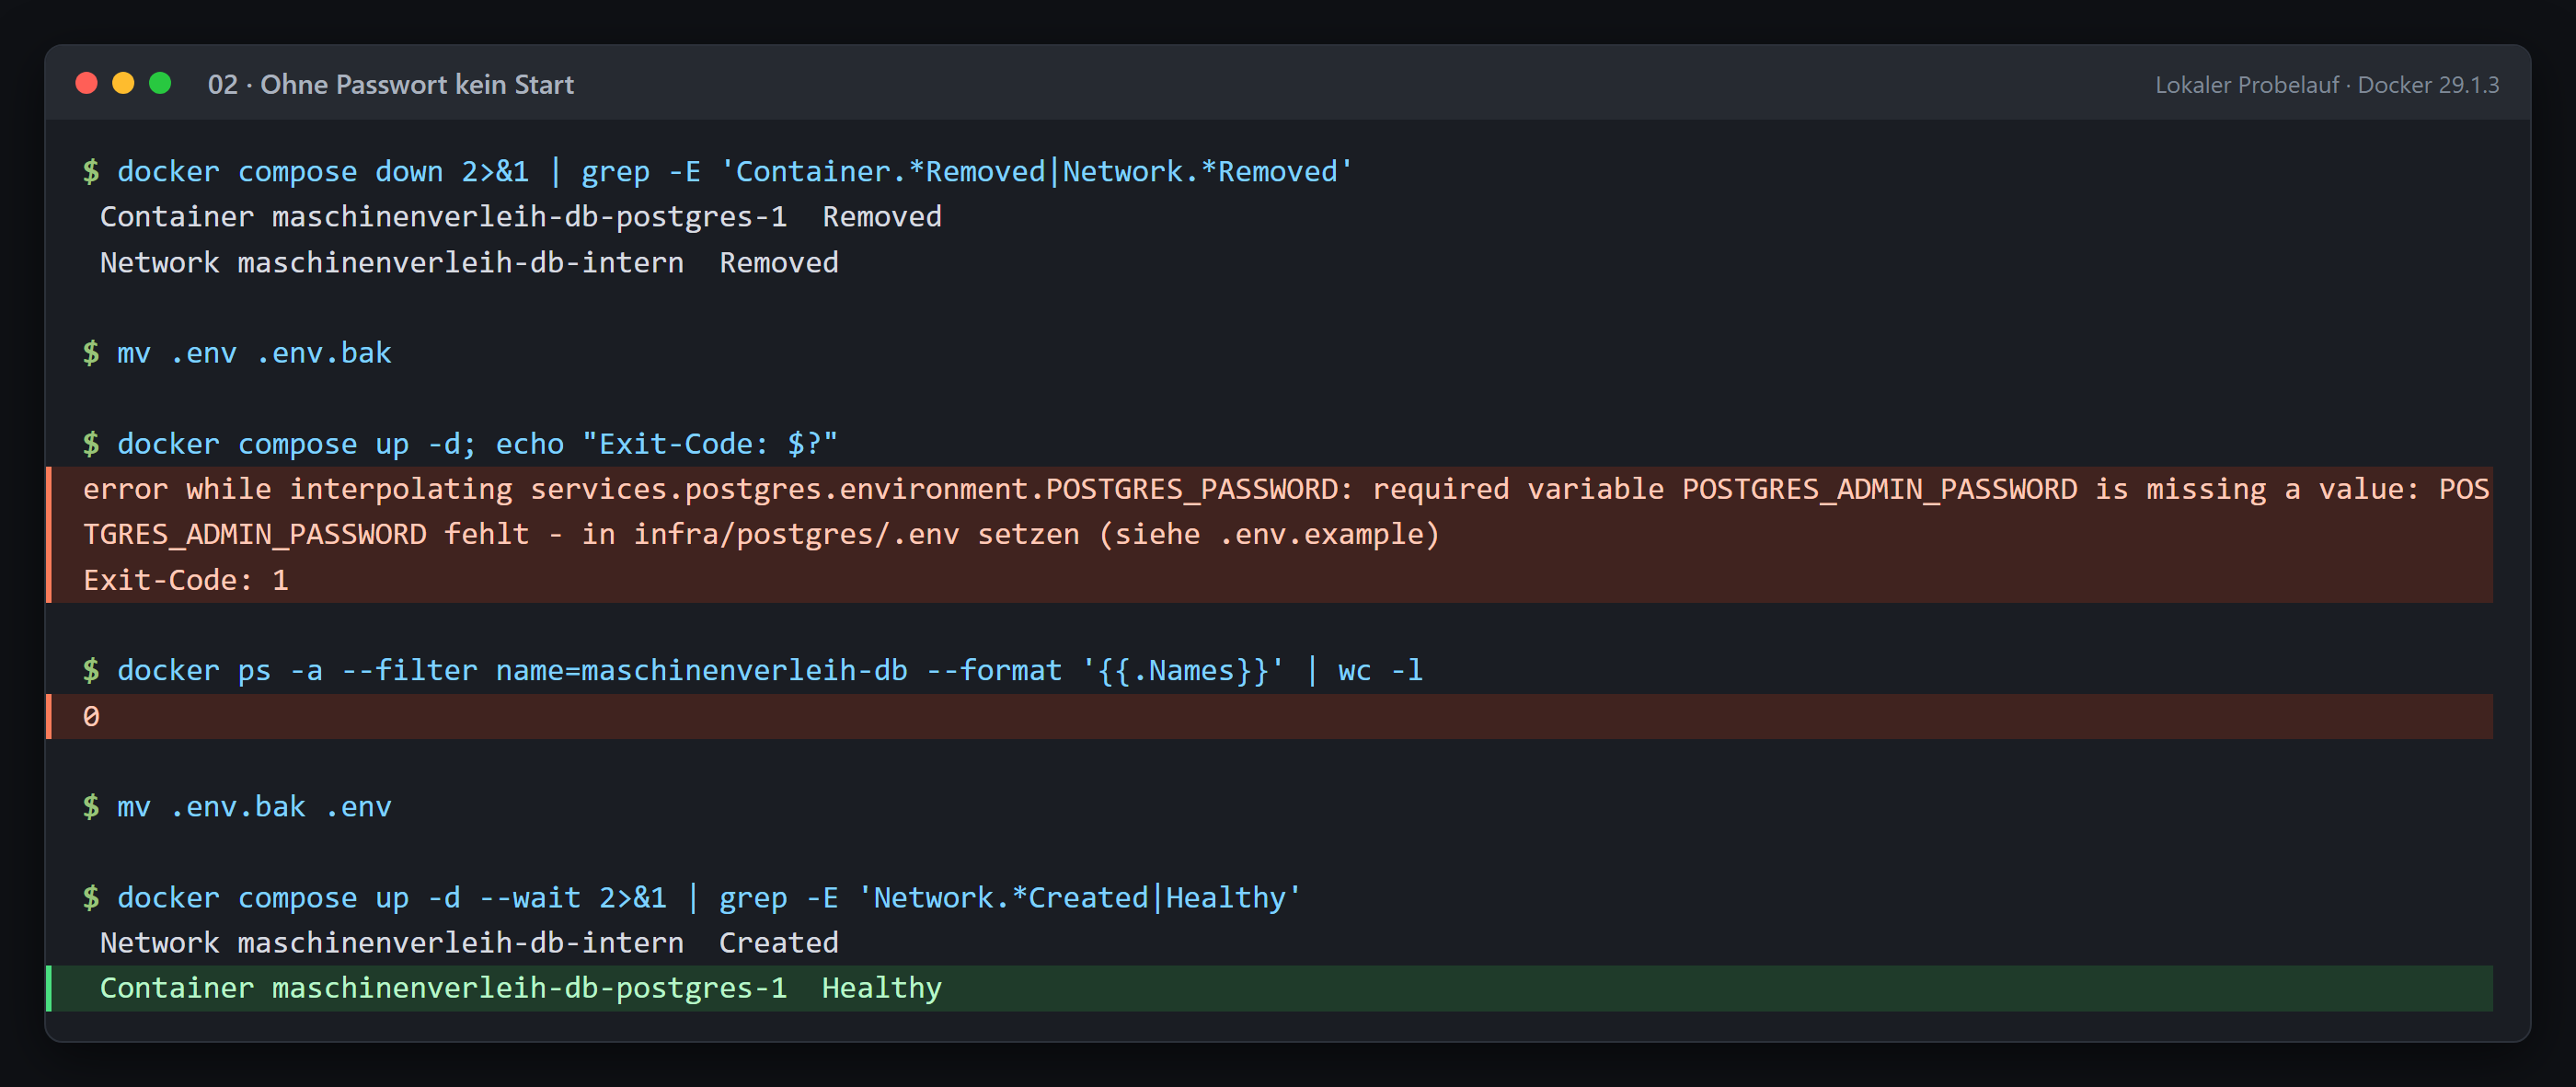 02 · Ohne Passwort kein Start
Lokaler Probelauf · Docker 29.1.3
$ docker compose down 2>&1 | grep -E 'Container.*Removed|Network.*Removed'
Container maschinenverleih-db-postgres-1  Removed
Network maschinenverleih-db-intern  Removed
$ mv .env .env.bak
$ docker compose up -d; echo "Exit-Code: $?"
error while interpolating services.postgres.environment.POSTGRES_PASSWORD: required variable POSTGRES_ADMIN_PASSWORD is missing a value: POS
TGRES_ADMIN_PASSWORD fehlt - in infra/postgres/.env setzen (siehe .env.example)
Exit-Code: 1
$ docker ps -a --filter name=maschinenverleih-db --format '{{.Names}}' | wc -l
0
$ mv .env.bak .env
$ docker compose up -d --wait 2>&1 | grep -E 'Network.*Created|Healthy'
Network maschinenverleih-db-intern  Created
Container maschinenverleih-db-postgres-1  Healthy